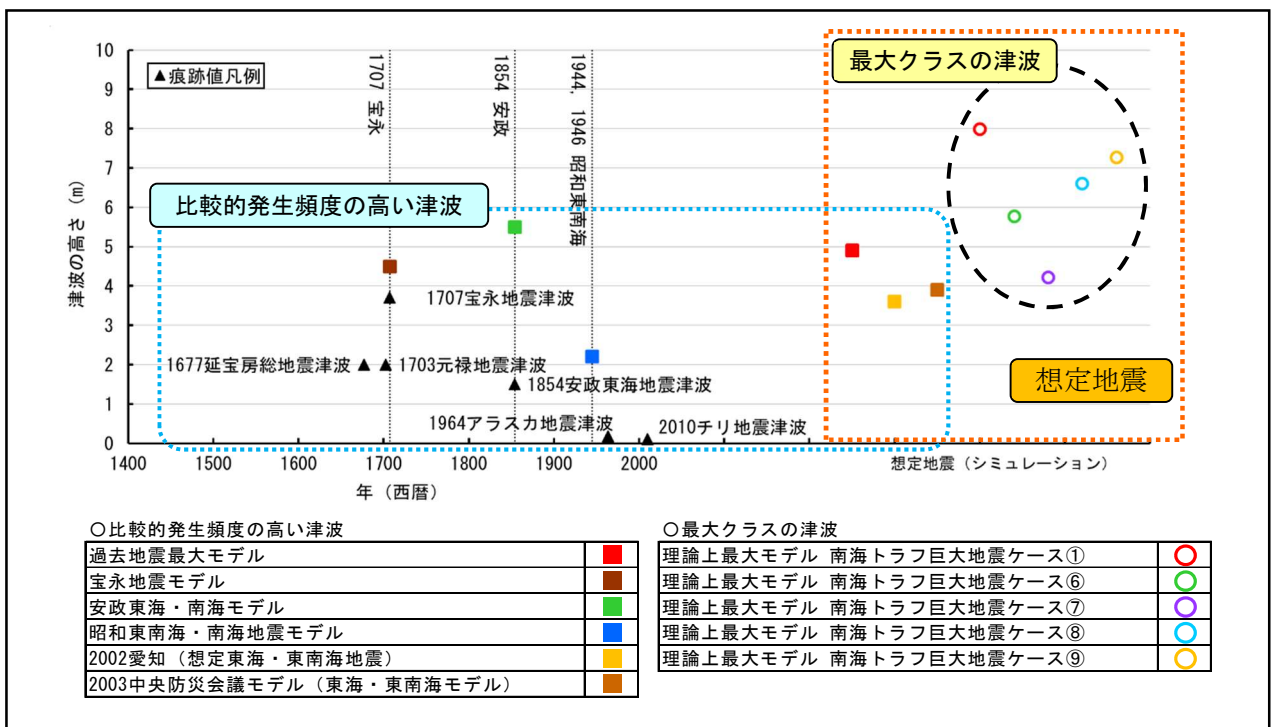 10
9
8
7
6
5
4
3
2
1
0
津波の高さ (m)
▲痕跡値凡例
1707 宝永
1854 安政
1944, 1946 昭和東南海
最大クラスの津波
比較的発生頻度の高い津波
1707宝永地震津波
1677延宝房総地震津波
1703元禄地震津波
1854安政東海地震津波
1964アラスカ地震津波
2010チリ地震津波
想定地震
1400 1500 1600 1700 1800 1900 2000
想定地震(シミュレーション)
年(西暦)
○比較的発生頻度の高い津波
過去地震最大モデル
宝永地震モデル
安政東海・南海モデル
昭和東南海・南海地震モデル
2002愛知(想定東海・東南海地震)
2003中央防災会議モデル(東海・東南海モデル)
○最大クラスの津波
理論上最大モデル 南海トラフ巨大地震ケース①
理論上最大モデル 南海トラフ巨大地震ケース⑥
理論上最大モデル 南海トラフ巨大地震ケース⑦
理論上最大モデル 南海トラフ巨大地震ケース⑧
理論上最大モデル 南海トラフ巨大地震ケース⑨